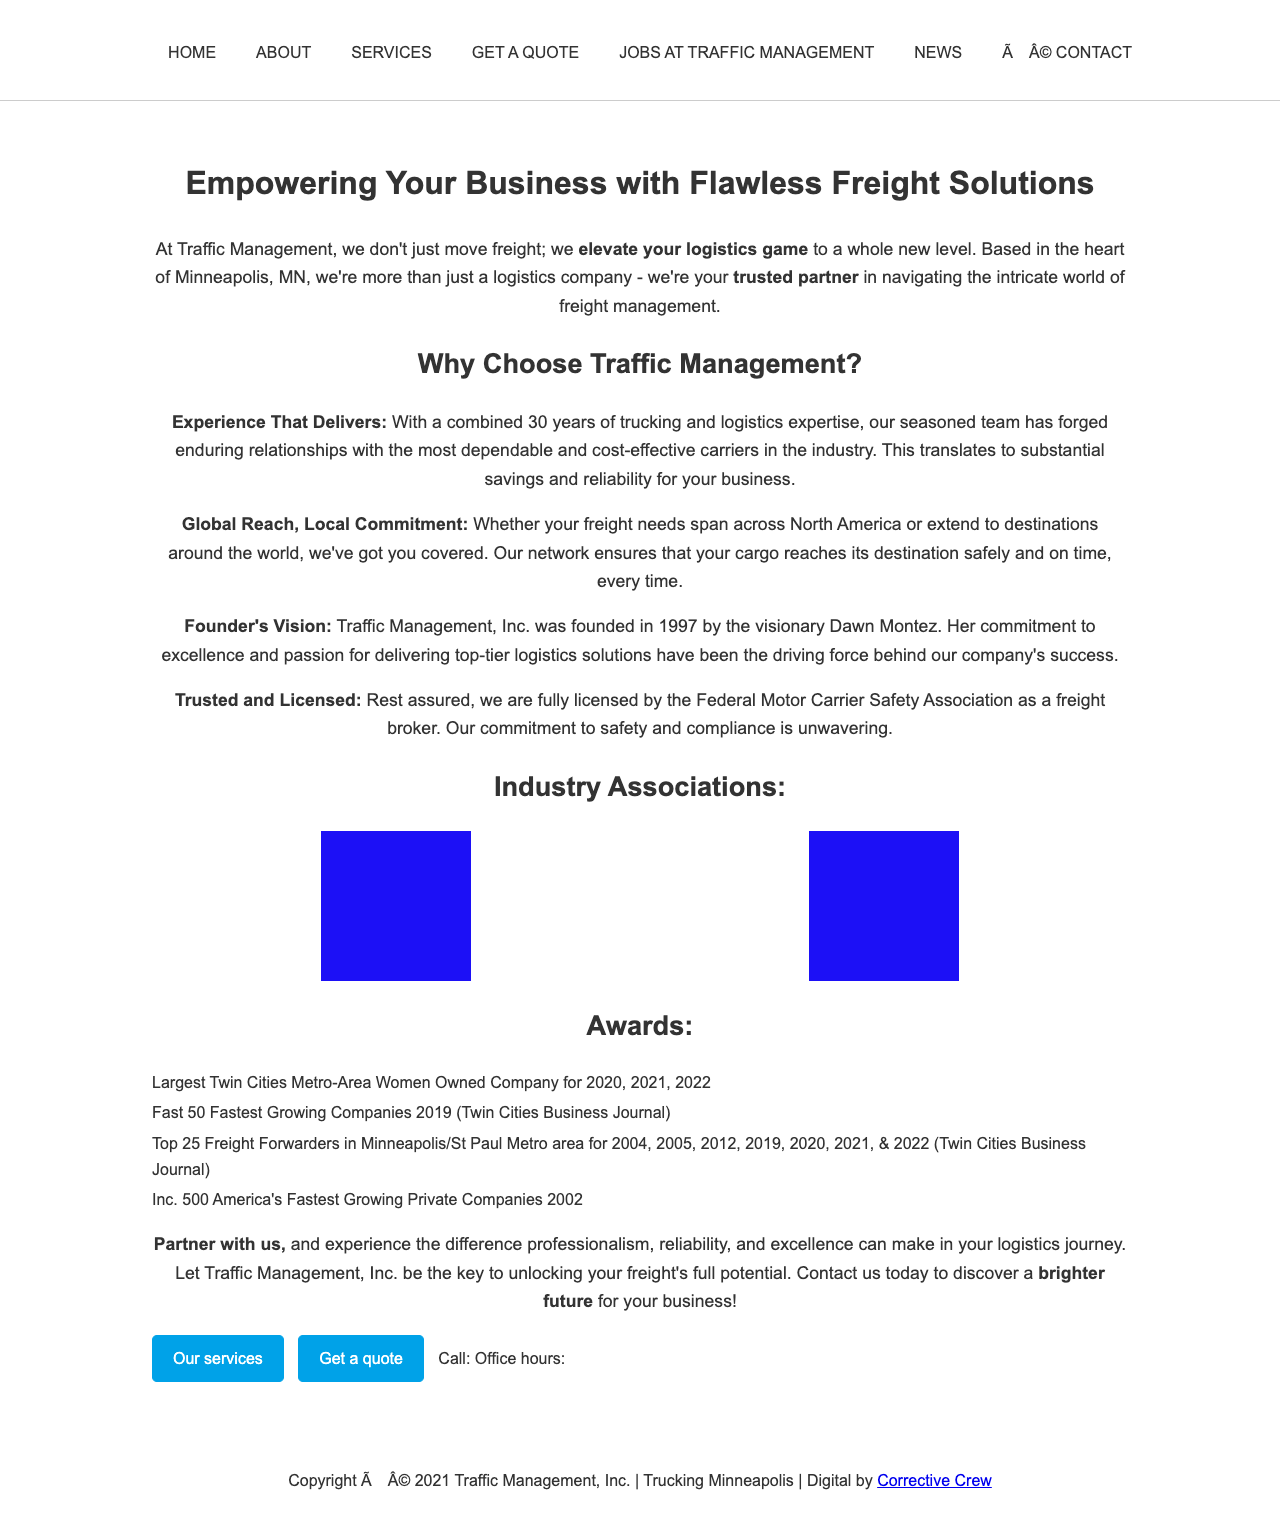 HOME ABOUT SERVICES GET A QUOTE JOBS AT TRAFFIC MANAGEMENT NEWS Ã Â© CONTACT
Empowering Your Business with Flawless Freight Solutions
At Traffic Management, we don't just move freight; we elevate your logistics game to a whole new level. Based in the heart
of Minneapolis, MN, we're more than just a logistics company - we're your trusted partner in navigating the intricate world of
freight management.
Why Choose Traffic Management?
Experience That Delivers: With a combined 30 years of trucking and logistics expertise, our seasoned team has forged
enduring relationships with the most dependable and cost-effective carriers in the industry. This translates to substantial
savings and reliability for your business.
Global Reach, Local Commitment: Whether your freight needs span across North America or extend to destinations
around the world, we've got you covered. Our network ensures that your cargo reaches its destination safely and on time,
every time.
Founder's Vision: Traffic Management, Inc. was founded in 1997 by the visionary Dawn Montez. Her commitment to
excellence and passion for delivering top-tier logistics solutions have been the driving force behind our company's success.
Trusted and Licensed: Rest assured, we are fully licensed by the Federal Motor Carrier Safety Association as a freight
broker. Our commitment to safety and compliance is unwavering.
Industry Associations:
Awards:
Largest Twin Cities Metro-Area Women Owned Company for 2020, 2021, 2022
Fast 50 Fastest Growing Companies 2019 (Twin Cities Business Journal)
Top 25 Freight Forwarders in Minneapolis/St Paul Metro area for 2004, 2005, 2012, 2019, 2020, 2021, & 2022 (Twin Cities Business
Journal)
Inc. 500 America's Fastest Growing Private Companies 2002
Partner with us, and experience the difference professionalism, reliability, and excellence can make in your logistics journey.
Let Traffic Management, Inc. be the key to unlocking your freight's full potential. Contact us today to discover a brighter
future for your business!
Our services Get a quote Call: Office hours:
Copyright Ã Â© 2021 Traffic Management, Inc. | Trucking Minneapolis | Digital by Corrective Crew